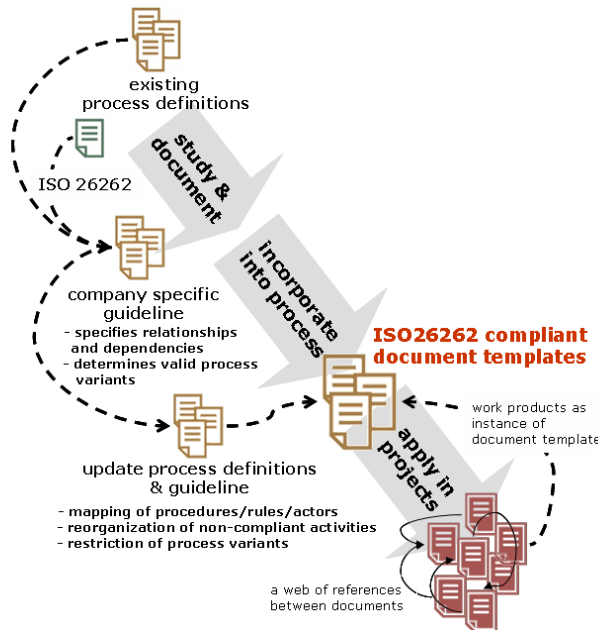 existing
process definitions
ISO 26262
study &
document
company specific
guideline
- specifies relationships
and dependencies
- determines valid process
variants
incorporate
into process
ISO26262 compliant
document templates
work products as
instance of
document template
update process definitions
& guideline
- mapping of procedures/rules/actors
- reorganization of non-compliant activities
- restriction of process variants
apply in
projects
a web of references
between documents